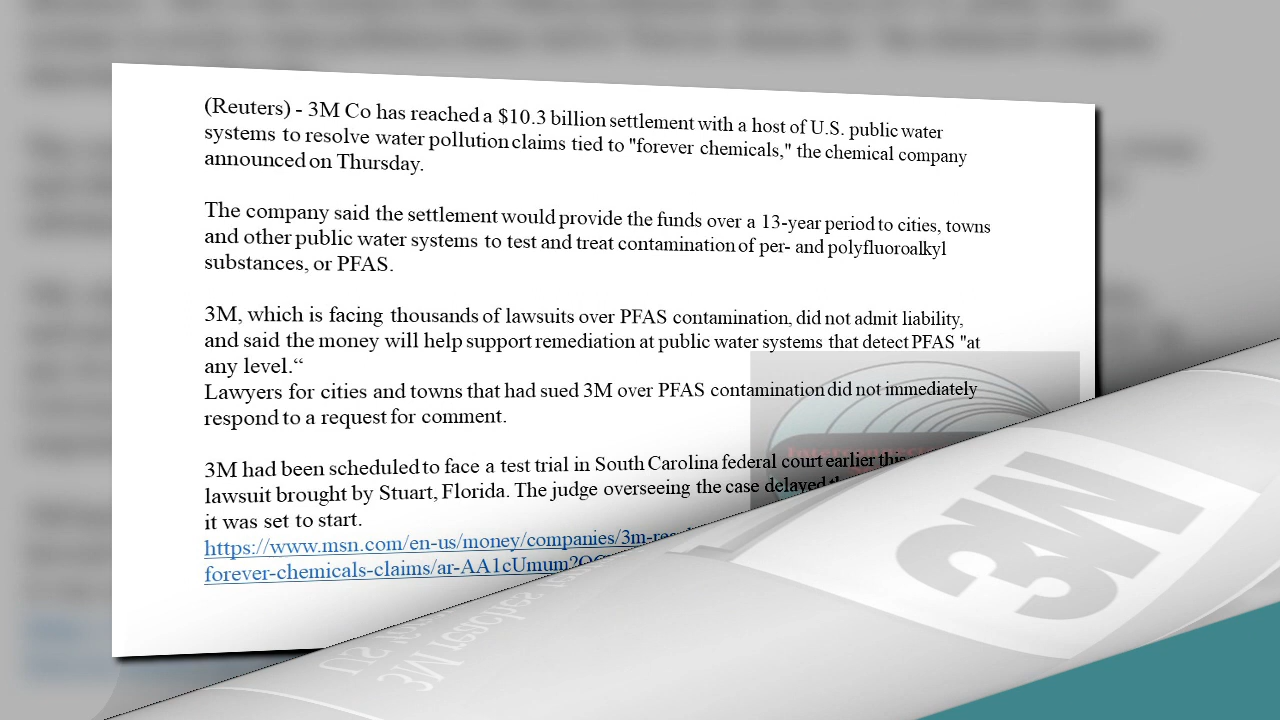 (Reuters) - 3M Co has reached a $10.3 billion settlement with a host of U.S. public water
systems to resolve water pollution claims tied to "forever chemicals," the chemical company
announced on Thursday.
The company said the settlement would provide the funds over a 13-year period to cities, towns
and other public water systems to test and treat contamination of per- and polyfluoroalkyl
substances, or PFAS.
3M, which is facing thousands of lawsuits over PFAS contamination, did not admit liability,
and said the money will help support remediation at public water systems that detect PFAS "at
any level.“
Lawyers for cities and towns that had sued 3M over PFAS contamination did not immediately
respond to a request for comment.
3M had been scheduled to face a test trial in South Carolina federal court earlier this
lawsuit brought by Stuart, Florida. The judge overseeing the case delayed
it was set to start.
https://www.msn.com/en-us/money/companies/3m-
forever-chemicals-claims/ar-AA1cUmum?
3M
3M reaches
US